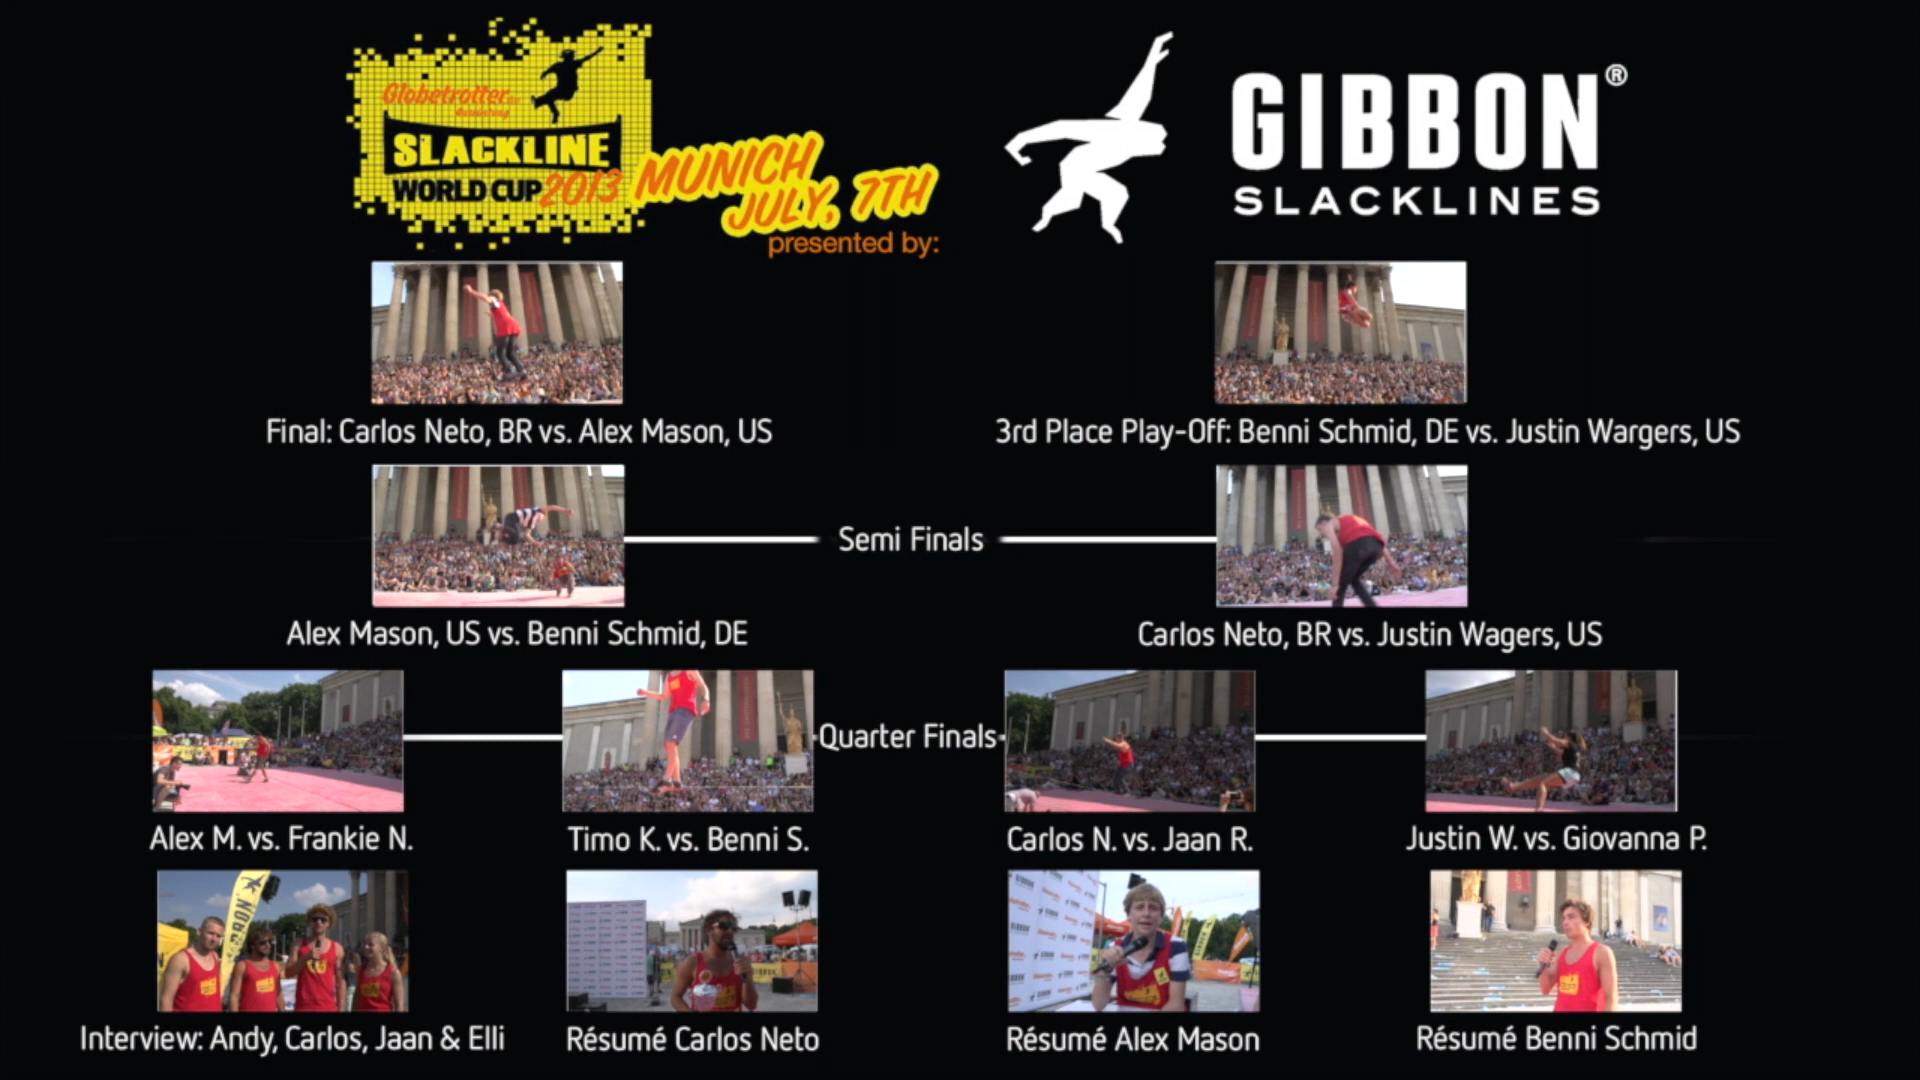 Globetrotter.de
SLACKLINE
WORLD CUP 2013
MUNICH
JULY, 7TH
presented by:
GIBBON®
SLACKLINES
Final: Carlos Neto, BR vs. Alex Mason, US
3rd Place Play-Off: Benni Schmid, DE vs. Justin Wargers, US
Semi Finals
Alex Mason, US vs. Benni Schmid, DE
Carlos Neto, BR vs. Justin Wagers, US
Quarter Finals
Alex M. vs. Frankie N.
Timo K. vs. Benni S.
Carlos N. vs. Jaan R.
Justin W. vs. Giovanna P.
GIBBON
Interview: Andy, Carlos, Jaan & Elli
Résumé Carlos Neto
Résumé Alex Mason
Résumé Benni Schmid